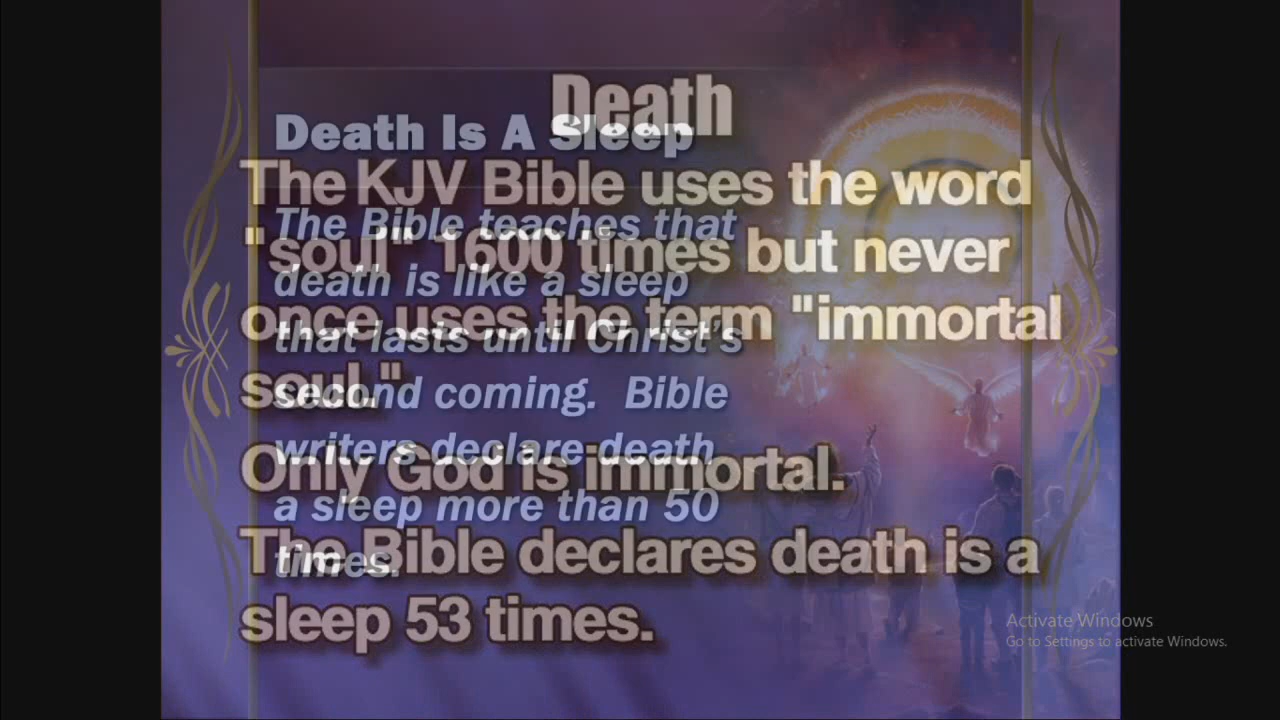 Death
The KJV Bible uses the word
"soul" 1600 times but never
once uses the term "immortal
soul."
Only God is immortal.
The Bible declares death is a
sleep 53 times.
Death Is A Sleep
The Bible teaches that
death is like a sleep
that lasts until Christ's
second coming. Bible
writers declare death
a sleep more than 50
times.
Activate Windows
Go to Settings to activate Windows.